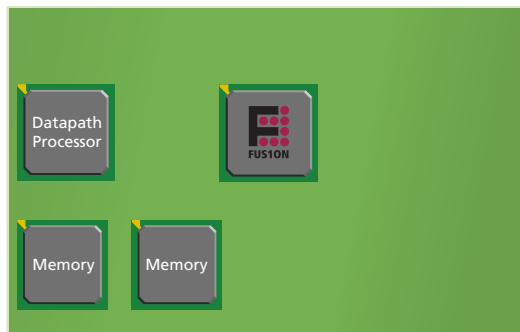 Datapath
Processor
FUS1ON
Memory
Memory